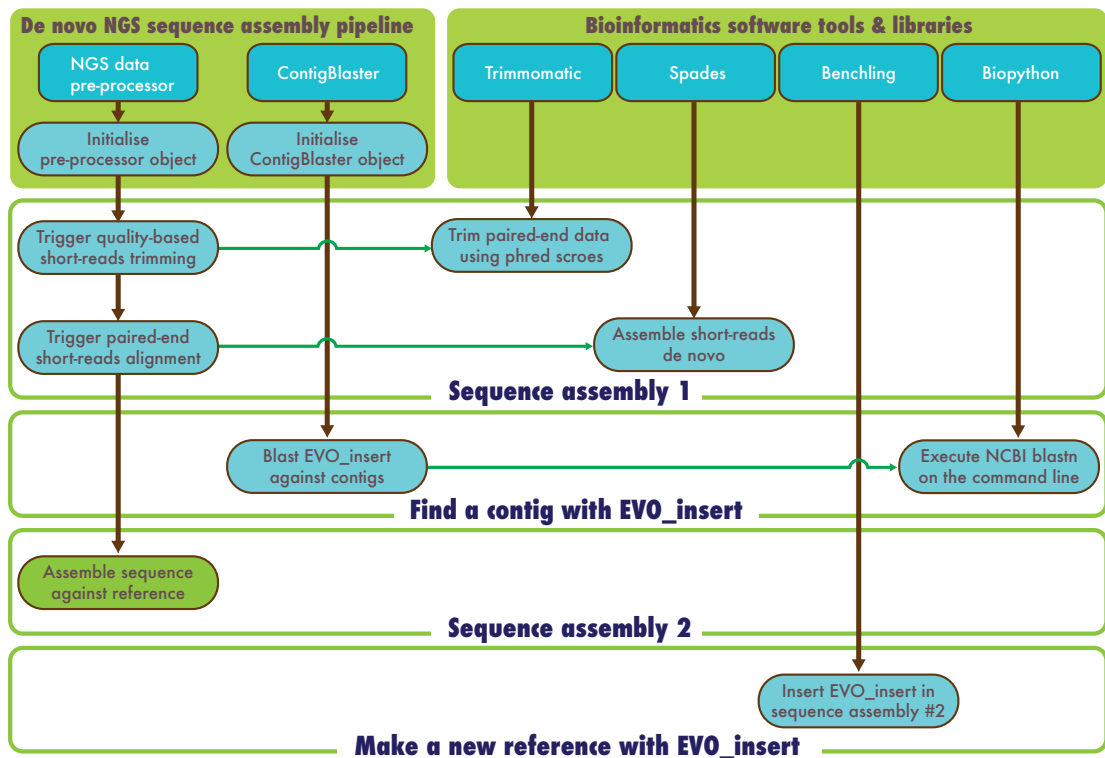 De novo NGS sequence assembly pipeline
Bioinformatics software tools & libraries
NGS data
pre-processor
ContigBlaster
Trimmomatic
Spades
Benchling
Biopython
Initialise
pre-processor object
Initialise
ContigBlaster object
Trigger quality-based
short-reads trimming
Trim paired-end data
using phred scroes
Trigger paired-end
short-reads alignment
Assemble short-reads
de novo
Sequence assembly 1
Blast EVO_insert
against contigs
Execute NCBI blastn
on the command line
Find a contig with EVO_insert
Assemble sequence
against reference
Sequence assembly 2
Insert EVO_insert in
sequence assembly #2
Make a new reference with EVO_insert